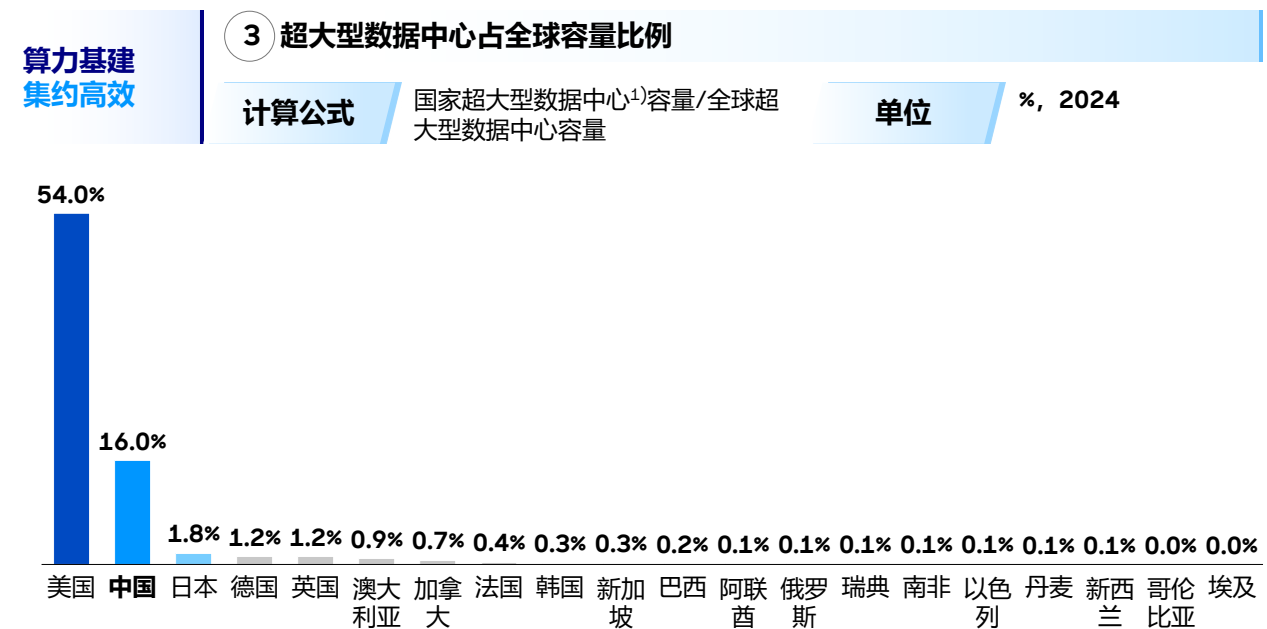 算力基建
集约高效
3 超大型数据中心占全球容量比例
计算公式
国家超大型数据中心1)容量/全球超
大型数据中心容量
单位
%, 2024
54.0%
16.0%
1.8% 1.2% 1.2% 0.9% 0.7% 0.4% 0.3% 0.3% 0.2% 0.1% 0.1% 0.1% 0.1% 0.1% 0.1% 0.1% 0.0% 0.0%
美国 中国 日本 德国 英国 澳大 加拿 法国 韩国 新加 巴西 阿联 俄罗 瑞典 南非 以色 丹麦 新西 哥伦 埃及
利亚 大 坡 酋 斯 列 兰 比亚